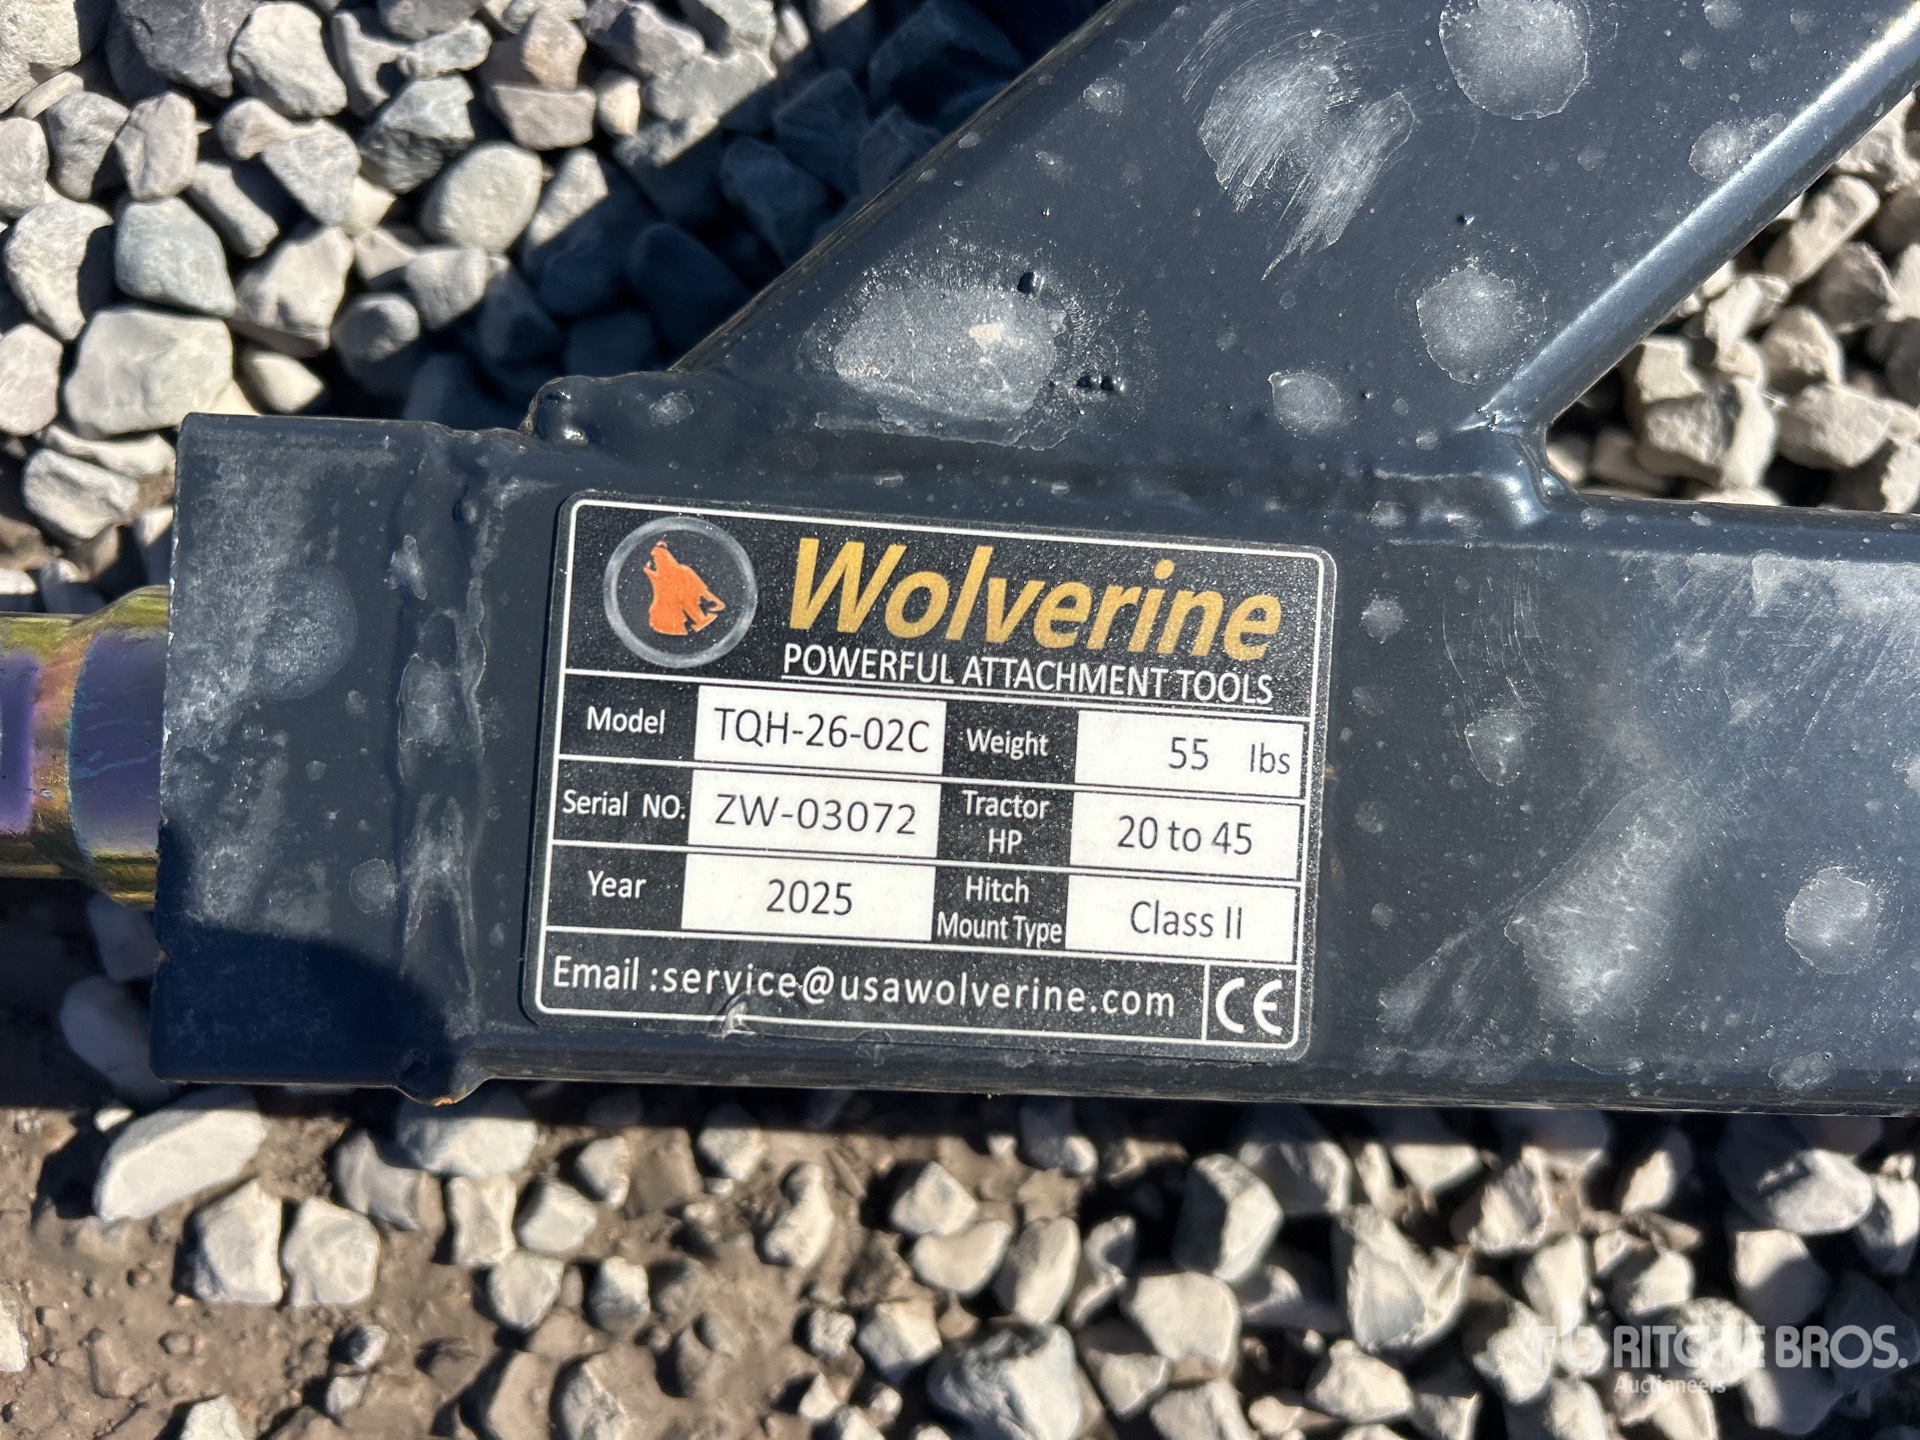 Wolverine
POWERFUL ATTACHMENT TOOLS
Model TQH-26-02C Weight 55 lbs
Serial NO. ZW-03072 Tractor HP 20 to 45
Year 2025 Hitch Mount Type Class II
Email :service@usawolverine.com CE
RITCHIE BROS.
Auctioneers